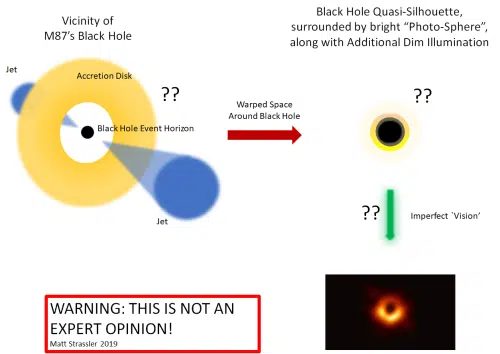 Vicinity of
M87's Black Hole
Jet
Accretion Disk
??
Black Hole Event Horizon
Jet
Warped Space
Around Black Hole
Black Hole Quasi-Silhouette,
surrounded by bright "Photo-Sphere",
along with Additional Dim Illumination
??
??
Imperfect `Vision'
WARNING: THIS IS NOT AN
EXPERT OPINION!
Matt Strassler 2019